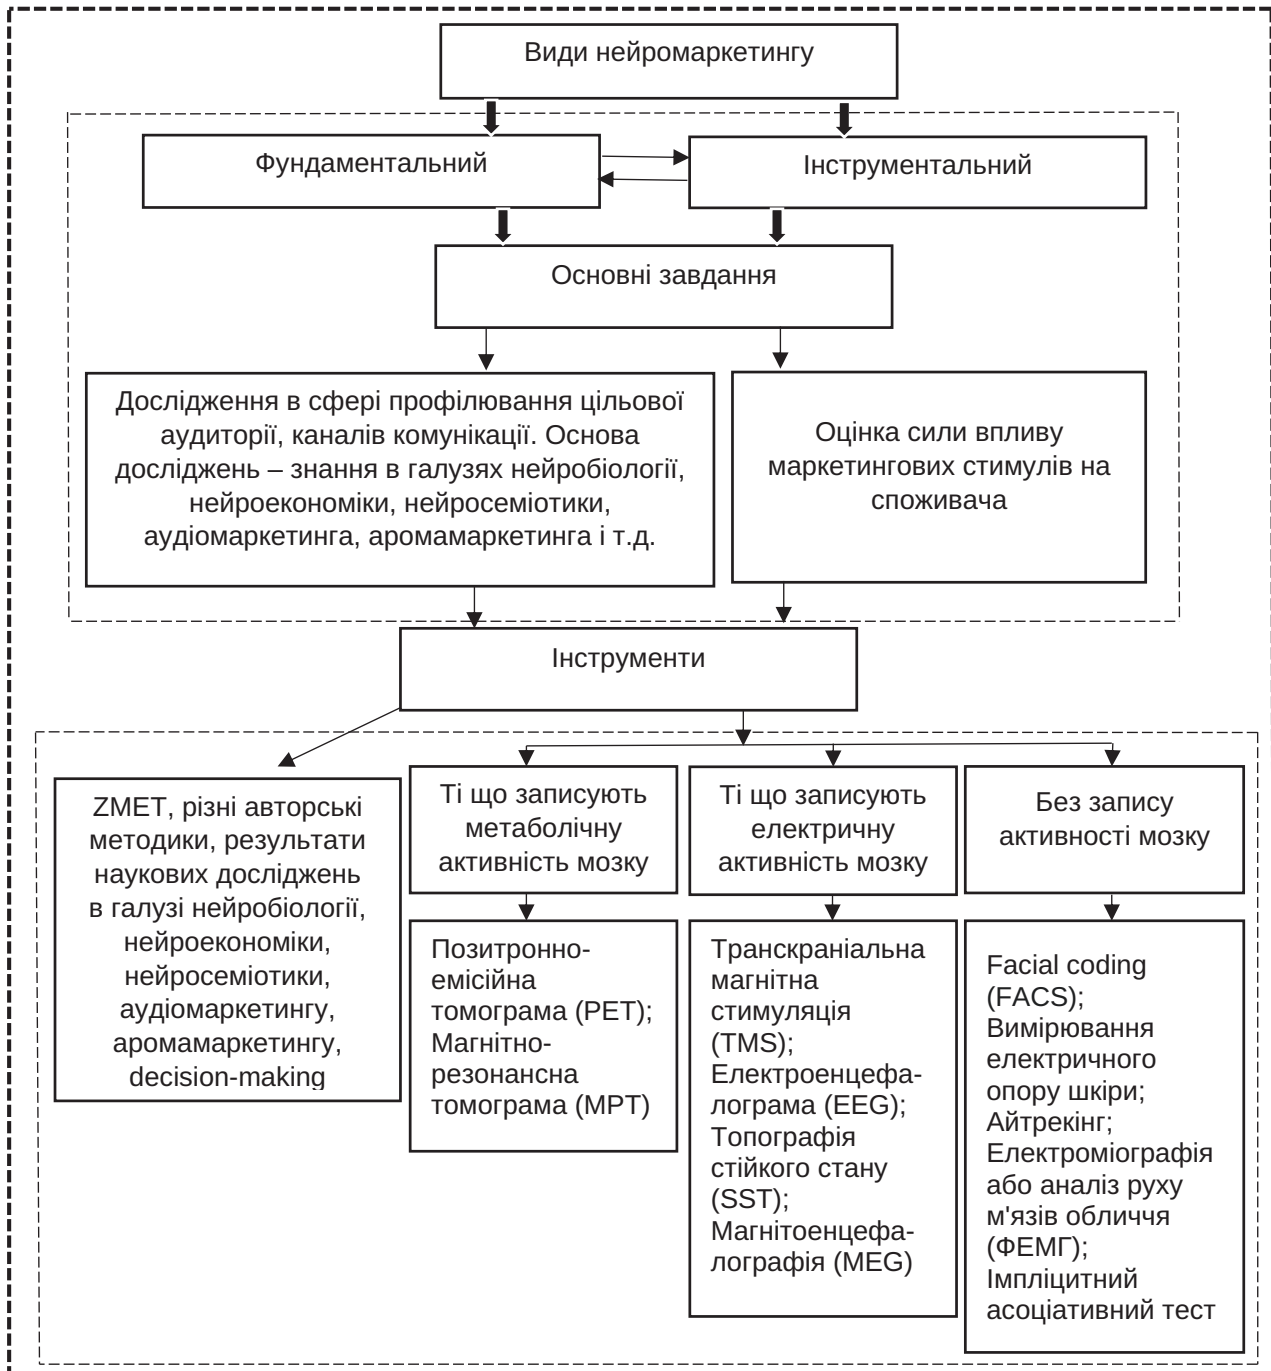 Види нейромаркетингу
Фундаментальний
Інструментальний
Основні завдання
Дослідження в сфері профілювання цільової
аудиторії, каналів комунікації. Основа
досліджень – знання в галузях нейробіології,
нейроекономіки, нейросеміотики,
аудіомаркетинга, аромамаркетинга і т.д.
Оцінка сили впливу
маркетингових стимулів на
споживача
Інструменти
ZMET, різні авторські
методики, результати
наукових досліджень
в галузі нейробіології,
нейроекономіки,
нейросеміотики,
аудіомаркетингу,
аромамаркетингу,
decision-making
Ті що записують
метаболічну
активність мозку
Ті що записують
електричну
активність мозку
Без запису
активності мозку
Позитронно-
емісійна
томограма (PET);
Магнітно-
резонансна
томограма (МРТ)
Транскраніальна
магнітна
стимуляція
(TMS);
Електроенцефа-
лограма (EEG);
Топографія
стійкого стану
(SST);
Магнітоенцефа-
лографія (MEG)
Facial coding
(FACS);
Вимірювання
електричного
опору шкіри;
Айтрекінг;
Електроміографія
або аналіз руху
м'язів обличчя
(ФЕМГ);
Імпліцитний
асоціативний тест